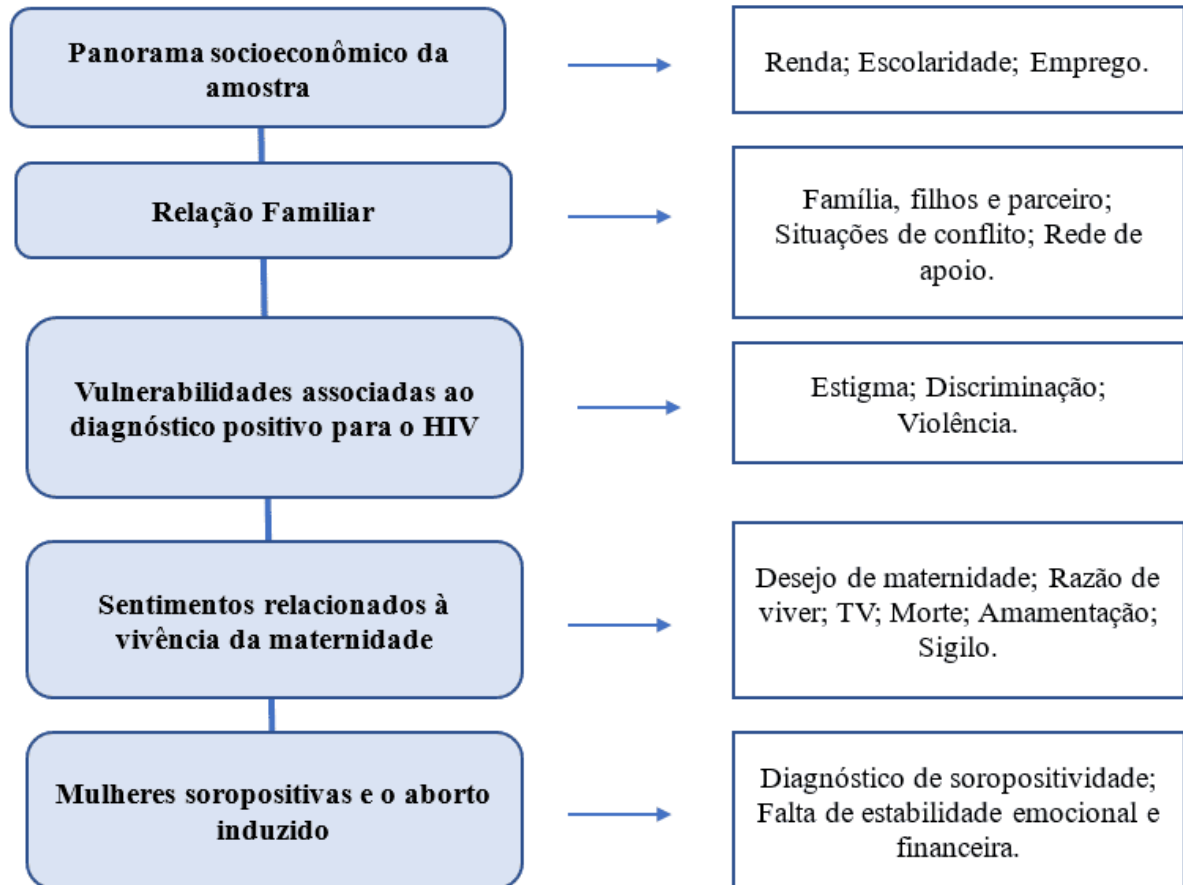 Panorama socioeconômico da
amostra
Renda; Escolaridade; Emprego.
Relação Familiar
Família, filhos e parceiro;
Situações de conflito; Rede de
apoio.
Vulnerabilidades associadas ao
diagnóstico positivo para o HIV
Estigma; Discriminação;
Violência.
Sentimentos relacionados à
vivência da maternidade
Desejo de maternidade; Razão de
viver; TV; Morte; Amamentação;
Sigilo.
Mulheres soropositivas e o aborto
induzido
Diagnóstico de soropositividade;
Falta de estabilidade emocional e
financeira.